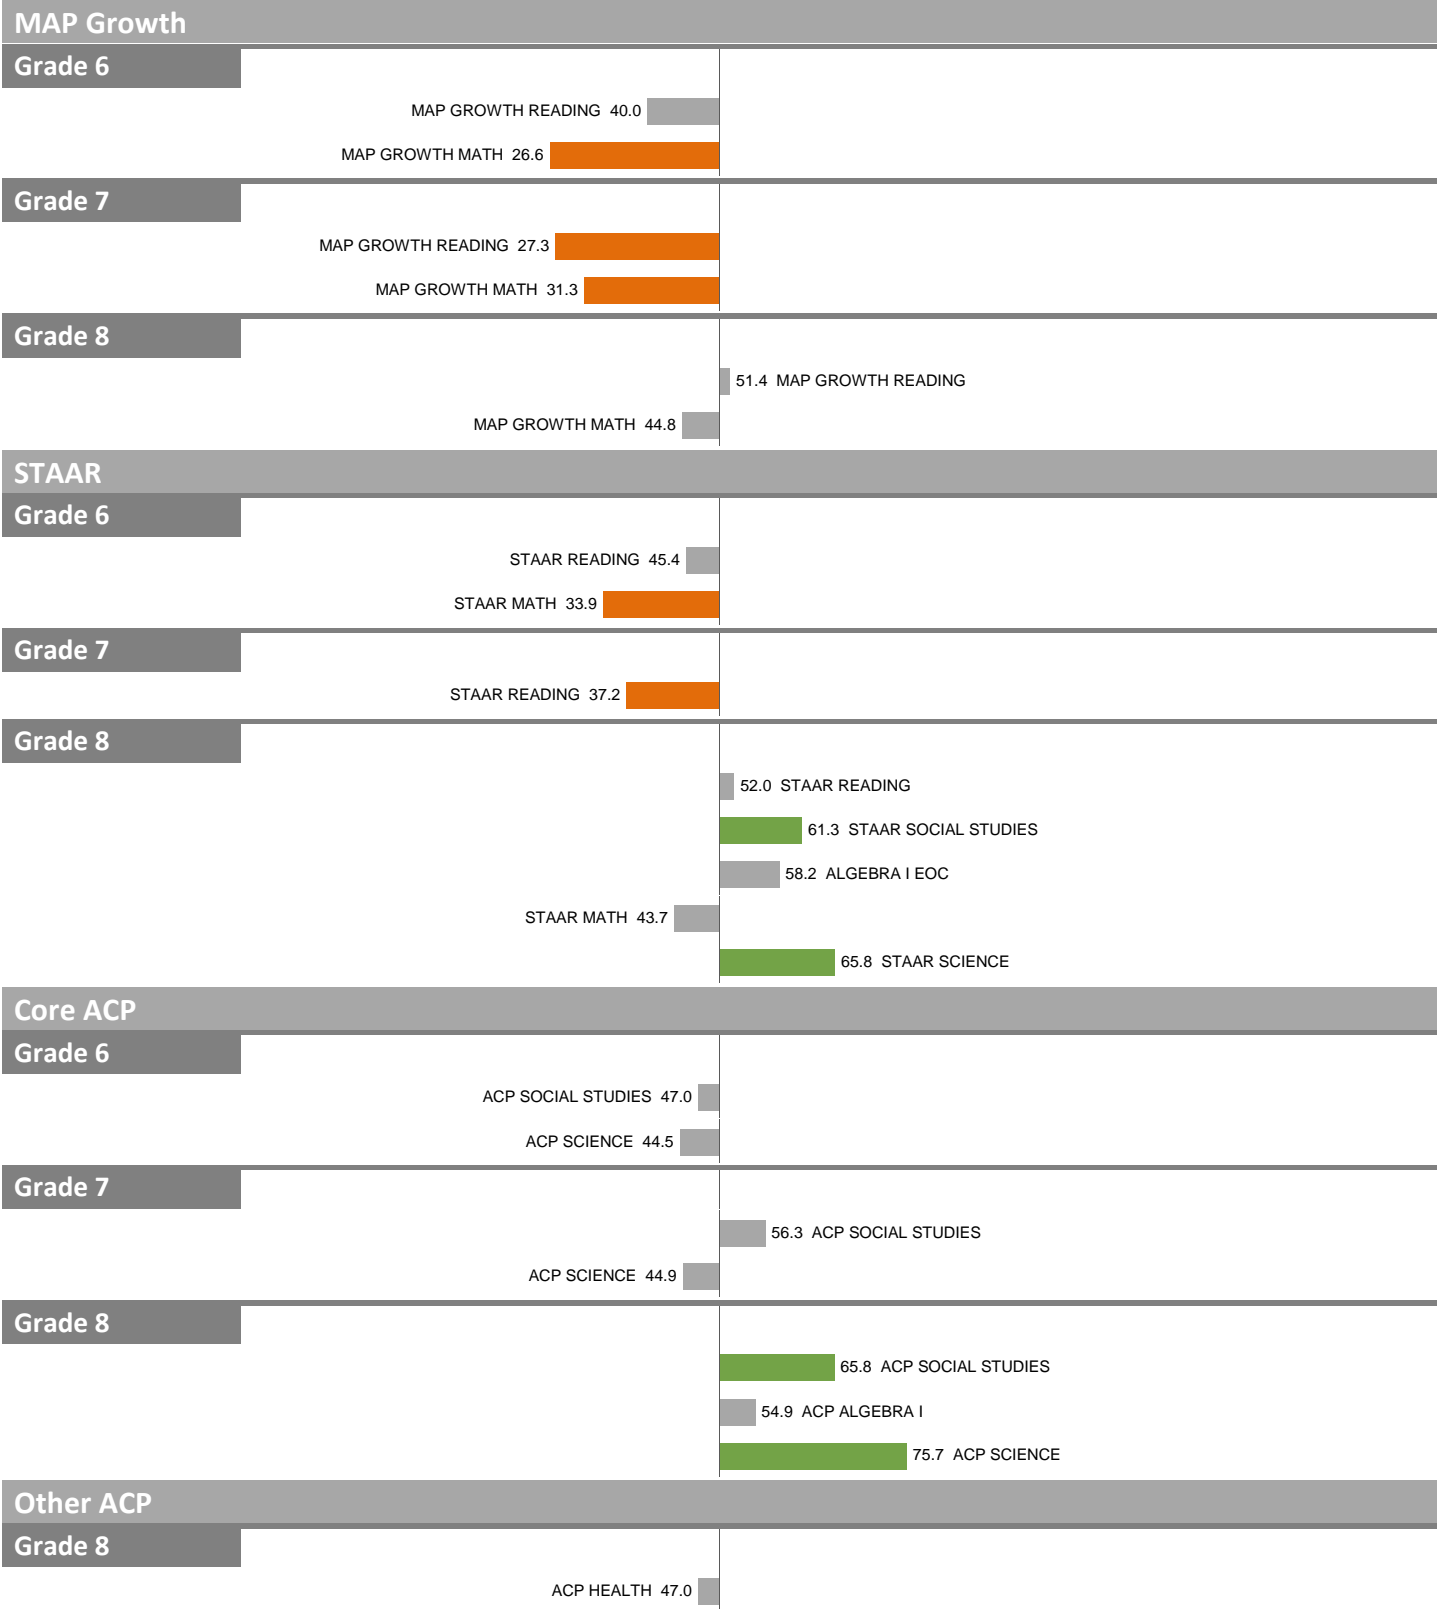 MAP Growth
Grade 6
MAP GROWTH READING 40.0
MAP GROWTH MATH 26.6
Grade 7
MAP GROWTH READING 27.3
MAP GROWTH MATH 31.3
Grade 8
51.4 MAP GROWTH READING
MAP GROWTH MATH 44.8
STAAR
Grade 6
STAAR READING 45.4
STAAR MATH 33.9
Grade 7
STAAR READING 37.2
Grade 8
52.0 STAAR READING
61.3 STAAR SOCIAL STUDIES
58.2 ALGEBRA I EOC
STAAR MATH 43.7
65.8 STAAR SCIENCE
Core ACP
Grade 6
ACP SOCIAL STUDIES 47.0
ACP SCIENCE 44.5
Grade 7
56.3 ACP SOCIAL STUDIES
ACP SCIENCE 44.9
Grade 8
65.8 ACP SOCIAL STUDIES
54.9 ACP ALGEBRA I
75.7 ACP SCIENCE
Other ACP
Grade 8
ACP HEALTH 47.0